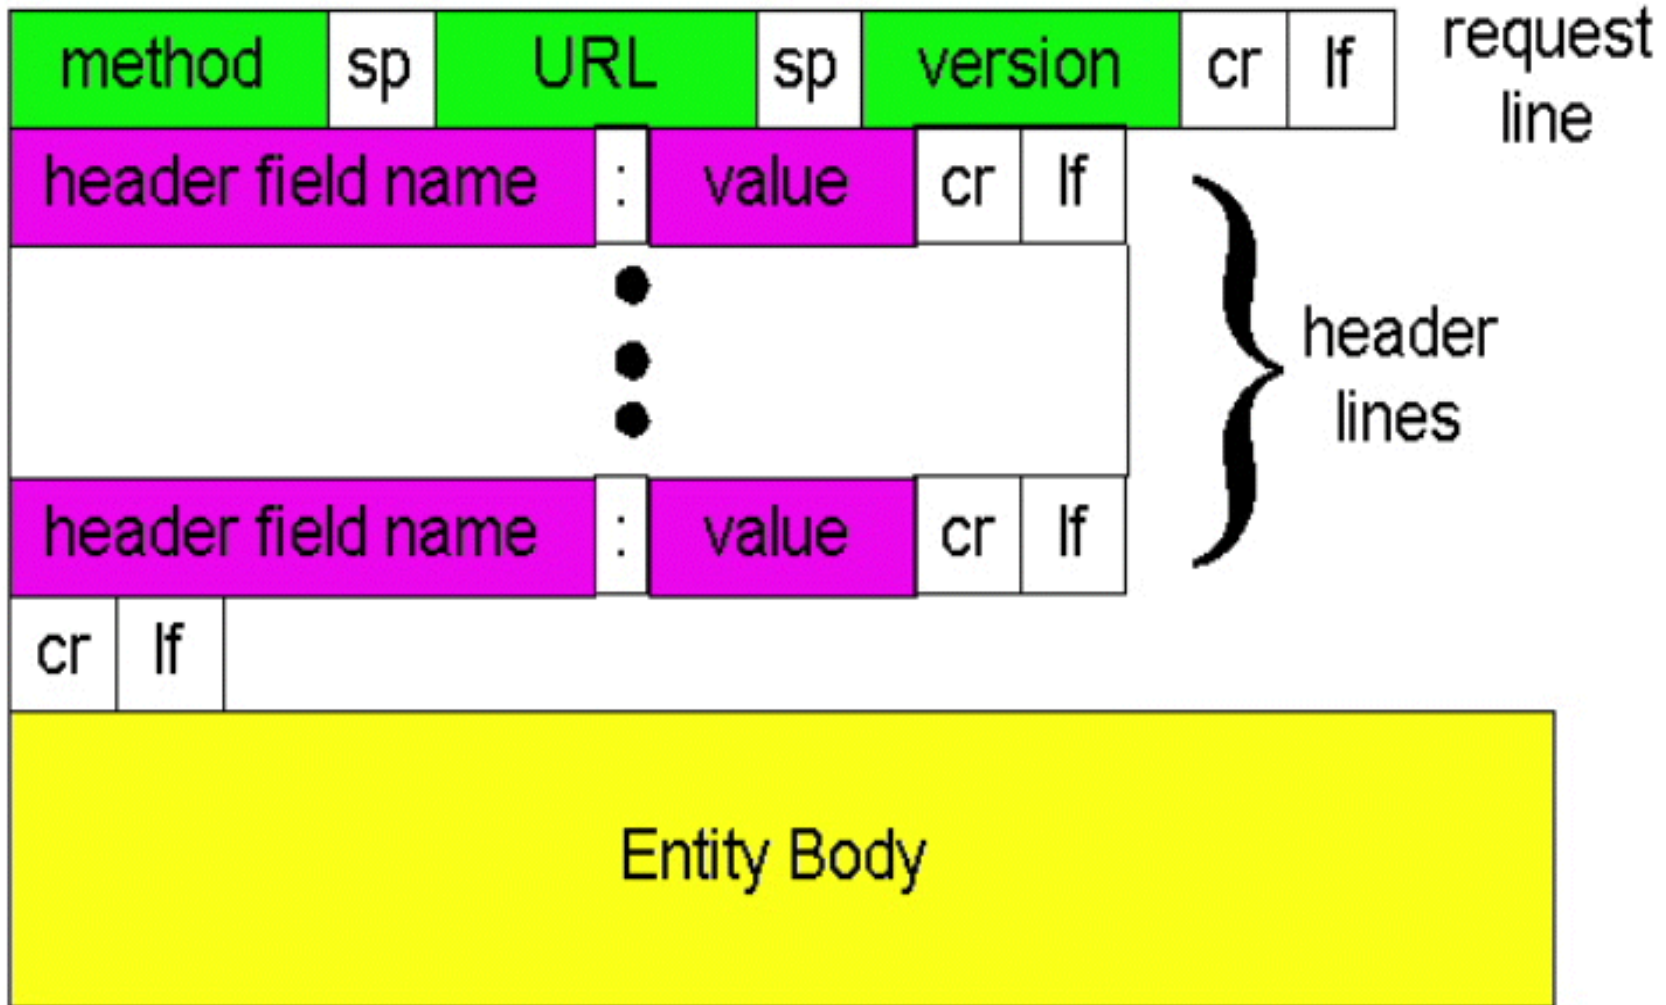 method sp URL sp version cr lf request line
header field name : value cr lf
header lines
header field name : value cr lf
cr lf
Entity Body